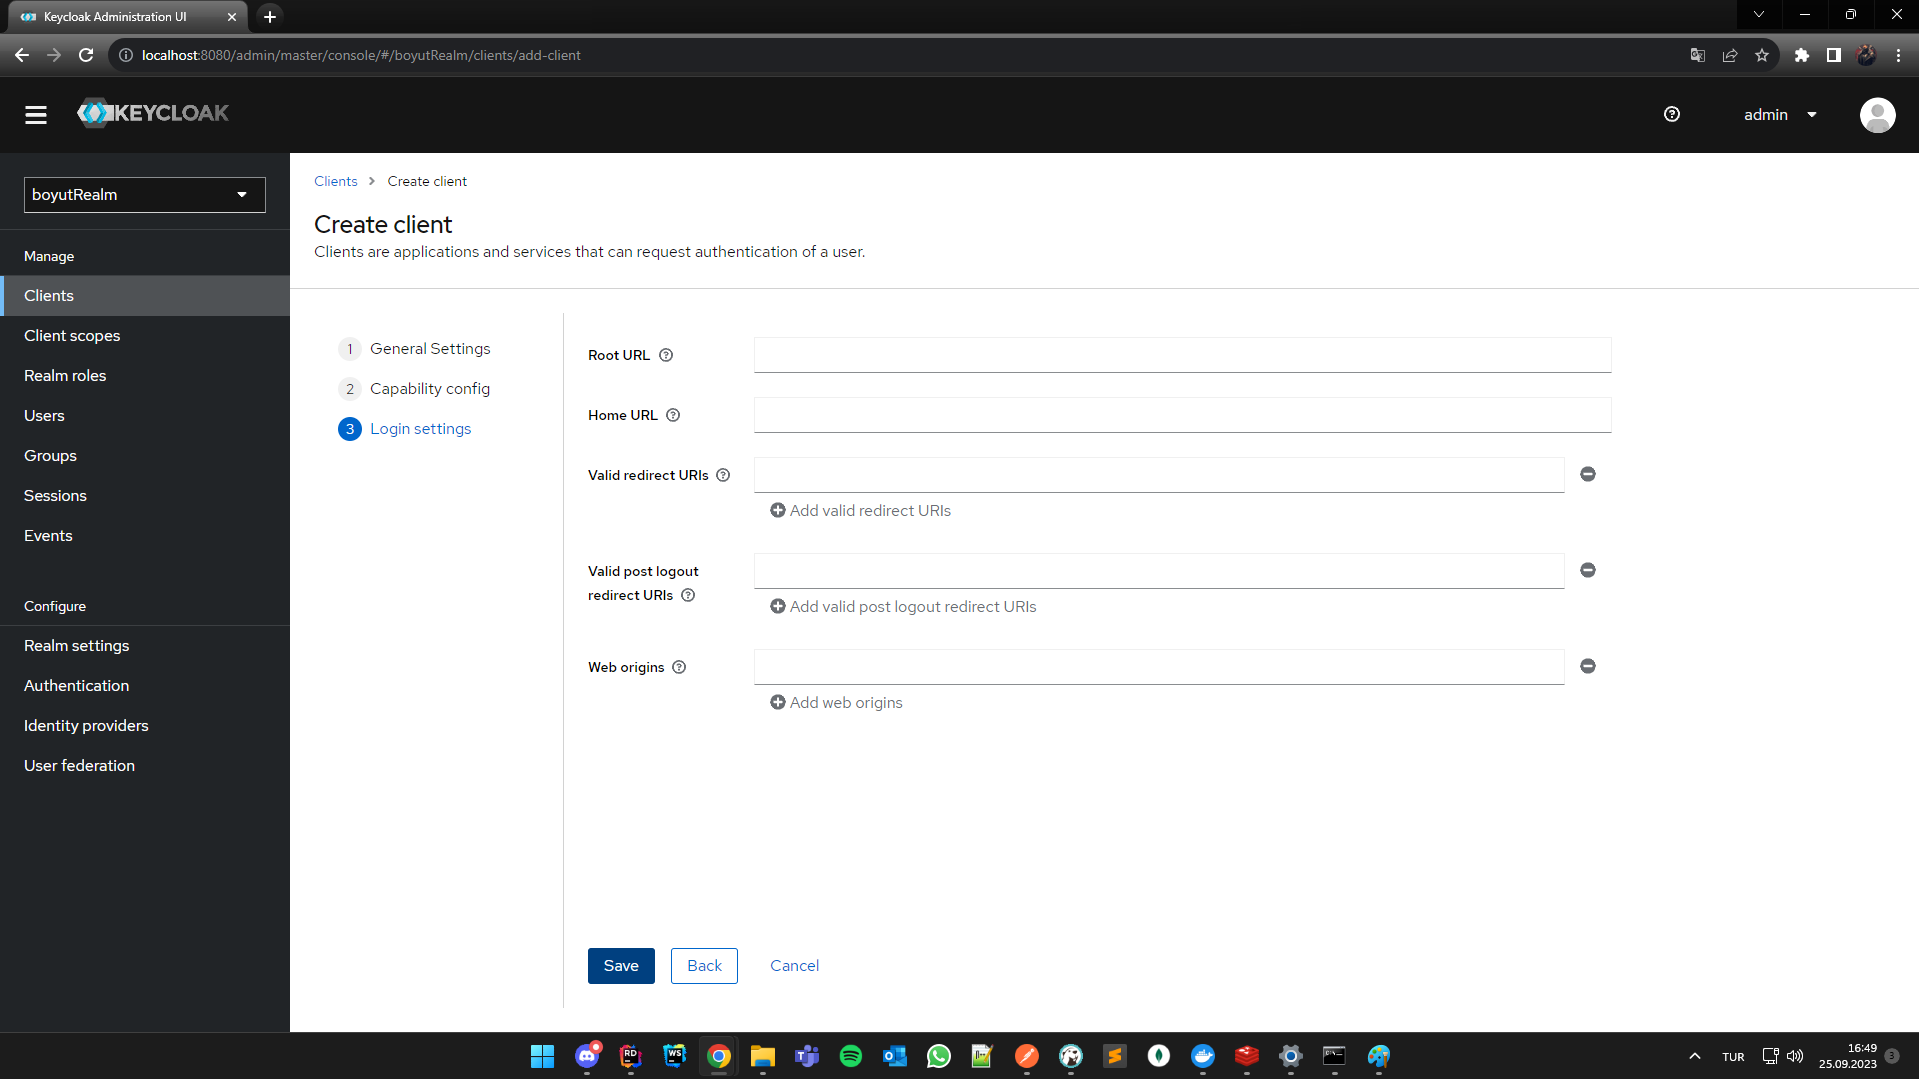 Keycloak Administration UI
localhost:8080/admin/master/console/#/boyutRealm/clients/add-client
KEYCLOAK
admin
boyutRealm
Manage
Clients
Client scopes
Realm roles
Users
Groups
Sessions
Events
Configure
Realm settings
Authentication
Identity providers
User federation
Clients > Create client
Create client
Clients are applications and services that can request authentication of a user.
1 General Settings
2 Capability config
3 Login settings
Root URL
Home URL
Valid redirect URIs
Add valid redirect URIs
Valid post logout
redirect URIs
Add valid post logout redirect URIs
Web origins
Add web origins
Save
Back
Cancel
RD
WS
TUR
16:49
25.09.2023
3